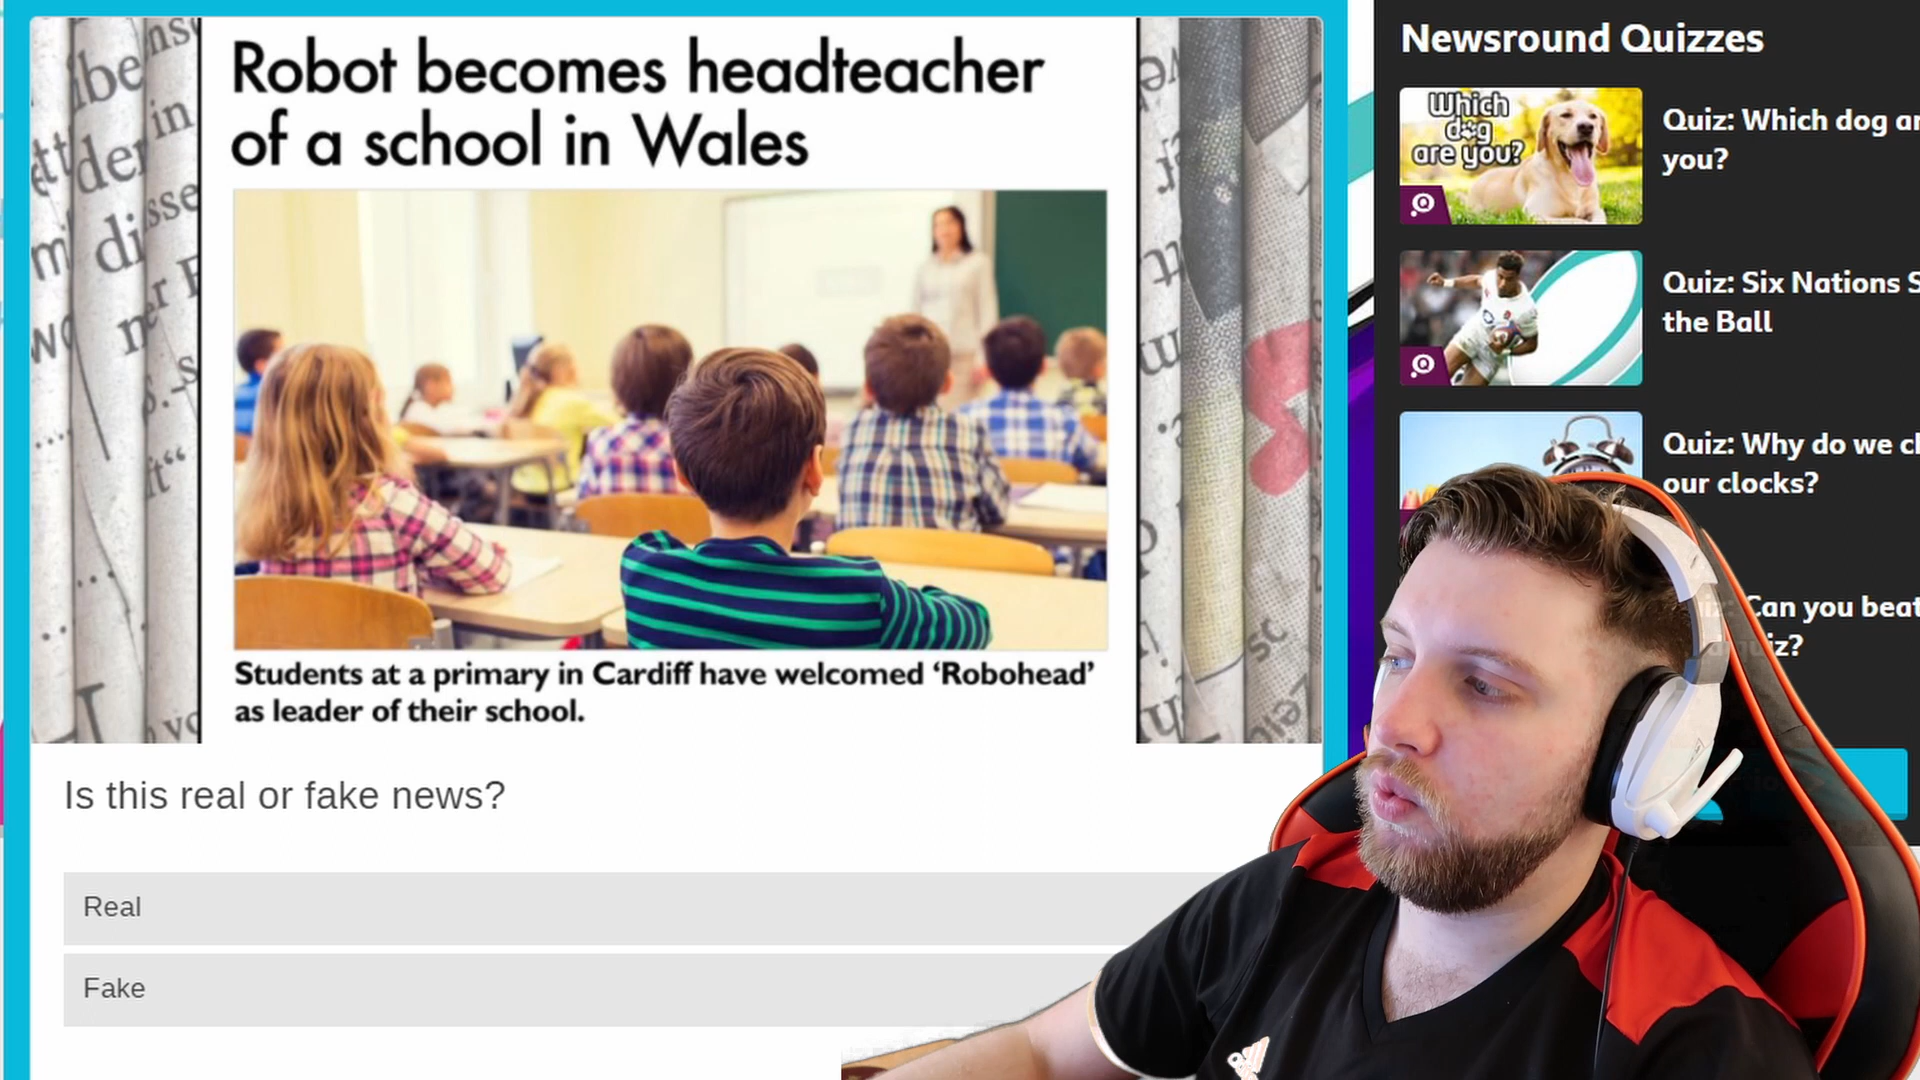 Robot becomes headteacher
of a school in Wales
Students at a primary in Cardiff have welcomed ‘Robohead’
as leader of their school.
Is this real or fake news?
Real
Fake
Newsround Quizzes
Which
dog
are you?
Quiz: Which dog
you?
Quiz: Six Nations
the Ball
Quiz: Why do we
our clocks?
Can you beat